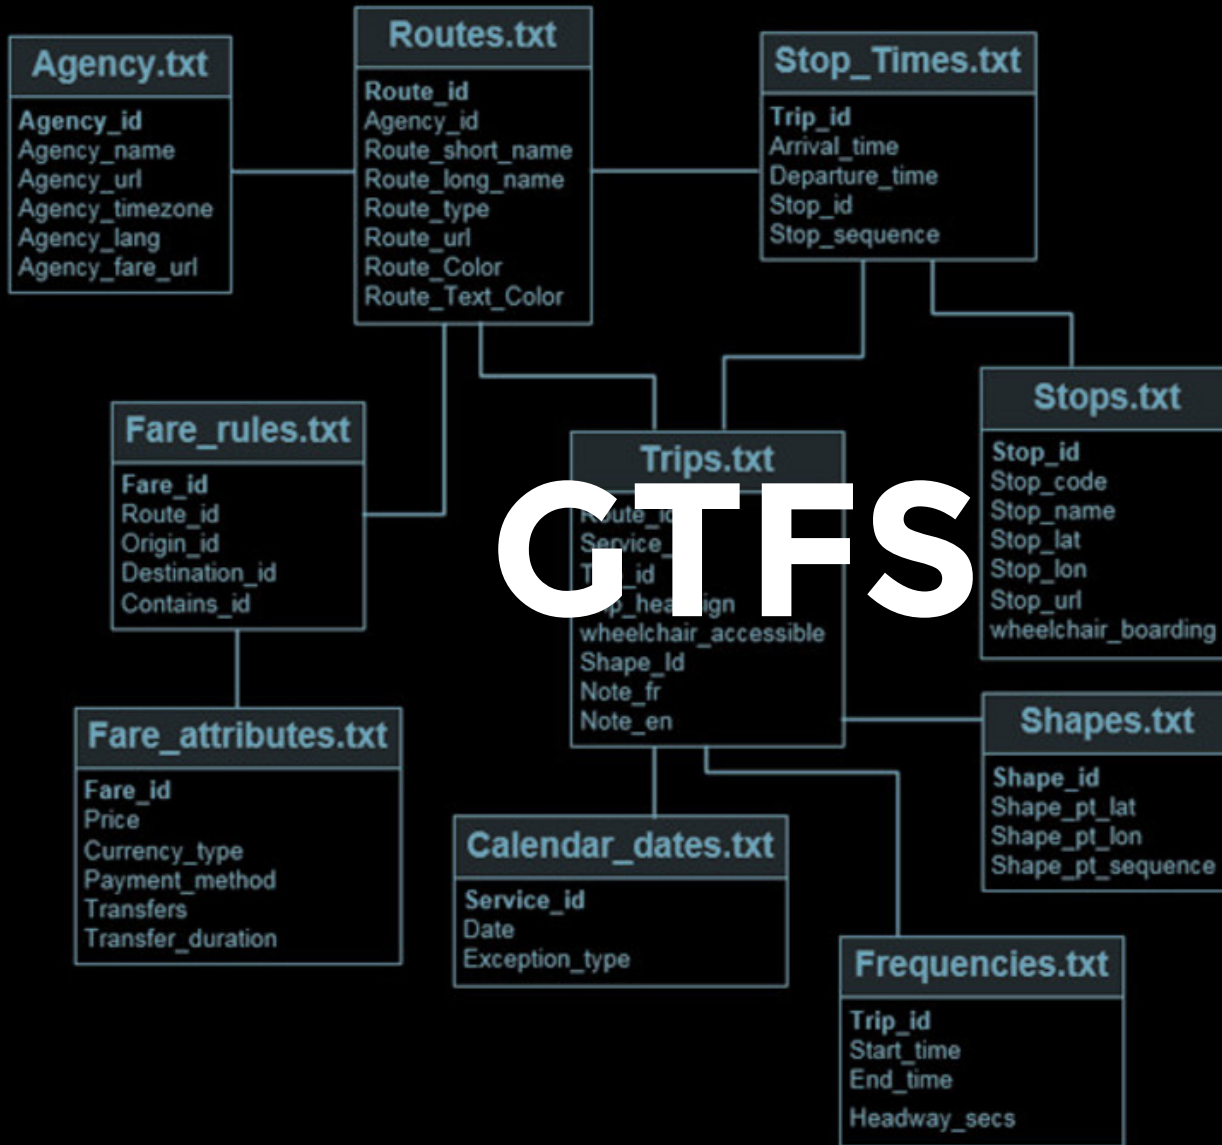 Agency.txt
Agency_id
Agency_name
Agency_url
Agency_timezone
Agency_lang
Agency_fare_url
Routes.txt
Route_id
Agency_id
Route_short_name
Route_long_name
Route_type
Route_url
Route_Color
Route_Text_Color
Stop_Times.txt
Trip_id
Arrival_time
Departure_time
Stop_id
Stop_sequence
Fare_rules.txt
Fare_id
Route_id
Origin_id
Destination_id
Contains_id
Trips.txt
GTFS
wheelchair_accessible
Shape_Id
Note_fr
Note_en
Stops.txt
Stop_id
Stop_code
Stop_name
Stop_lat
Stop_lon
Stop_url
wheelchair_boarding
Fare_attributes.txt
Fare_id
Price
Currency_type
Payment_method
Transfers
Transfer_duration
Calendar_dates.txt
Service_id
Date
Exception_type
Shapes.txt
Shape_id
Shape_pt_lat
Shape_pt_lon
Shape_pt_sequence
Frequencies.txt
Trip_id
Start_time
End_time
Headway_secs